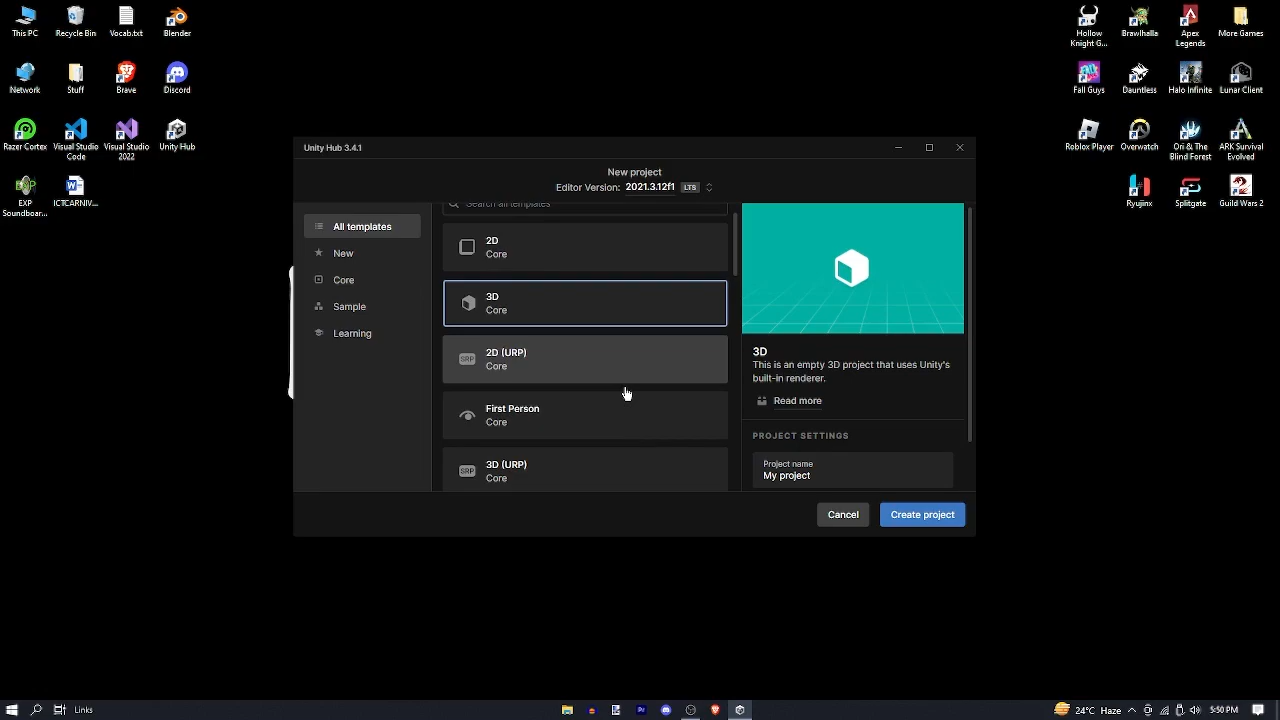 This PC
Recycle Bin
Vocab.txt
Blender
Network
Stuff
Brave
Discord
Razer Cortex
Visual Studio
Code
Visual Studio
2022
Unity Hub
EXP
Soundboar...
ICTCARNIV...
Hollow
Knight G...
Brawlhalla
Apex
Legends
More Games
Fall Guys
Dauntless
Halo Infinite
Lunar Client
Roblox Player
Overwatch
Ori & The
Blind Forest
ARK Survival
Evolved
Ryujinx
Splitgate
Guild Wars 2
Unity Hub 3.4.1
New project
Editor Version: 2021.3.12f1 LTS
All templates
New
Core
Sample
Learning
Search all templates
2D
Core
3D
Core
SRP
2D (URP)
Core
First Person
Core
SRP
3D (URP)
Core
3D
This is an empty 3D project that uses Unity's
built-in renderer.
Read more
PROJECT SETTINGS
Project name
My project
Cancel
Create project
Links
24°C Haze
5:50 PM